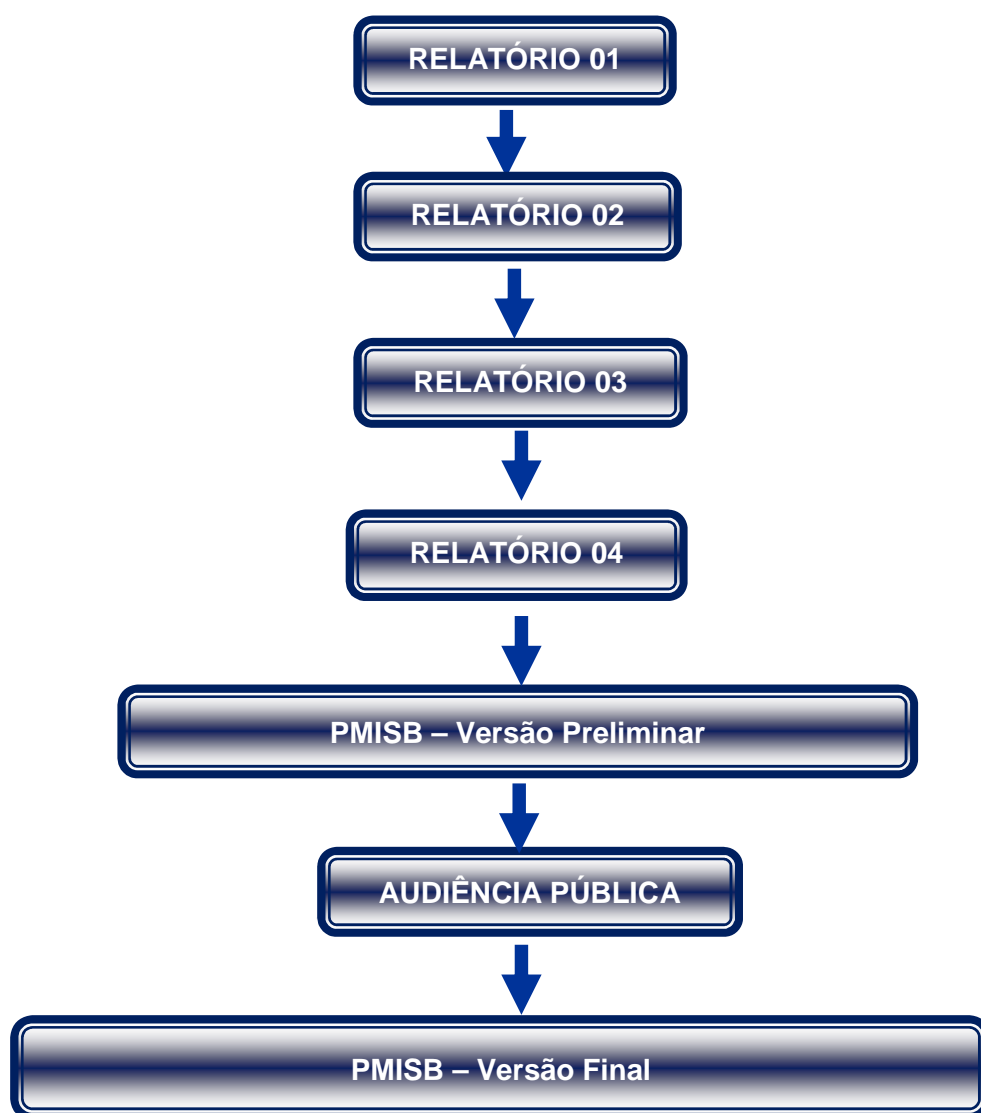 RELATÓRIO 01
RELATÓRIO 02
RELATÓRIO 03
RELATÓRIO 04
PMISB – Versão Preliminar
AUDIÊNCIA PÚBLICA
PMISB – Versão Final